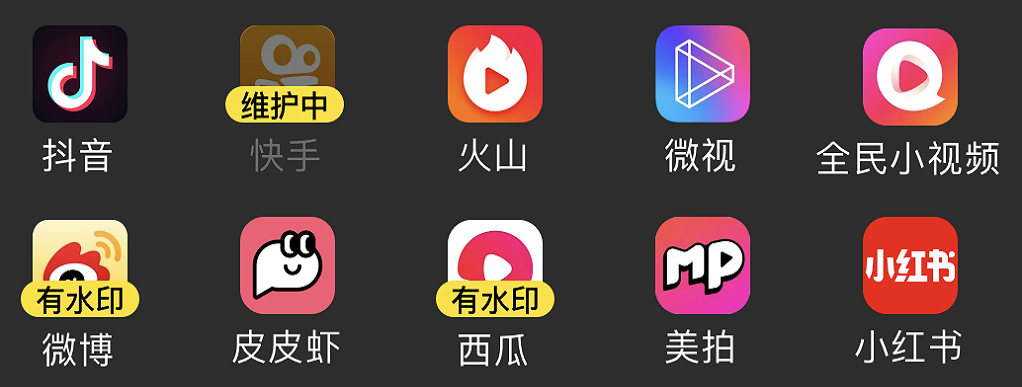 维护中
抖音
快手
火山
微视
全民小视频
有水印
有水印
MP
小红书
微博
皮皮虾
西瓜
美拍
小红书